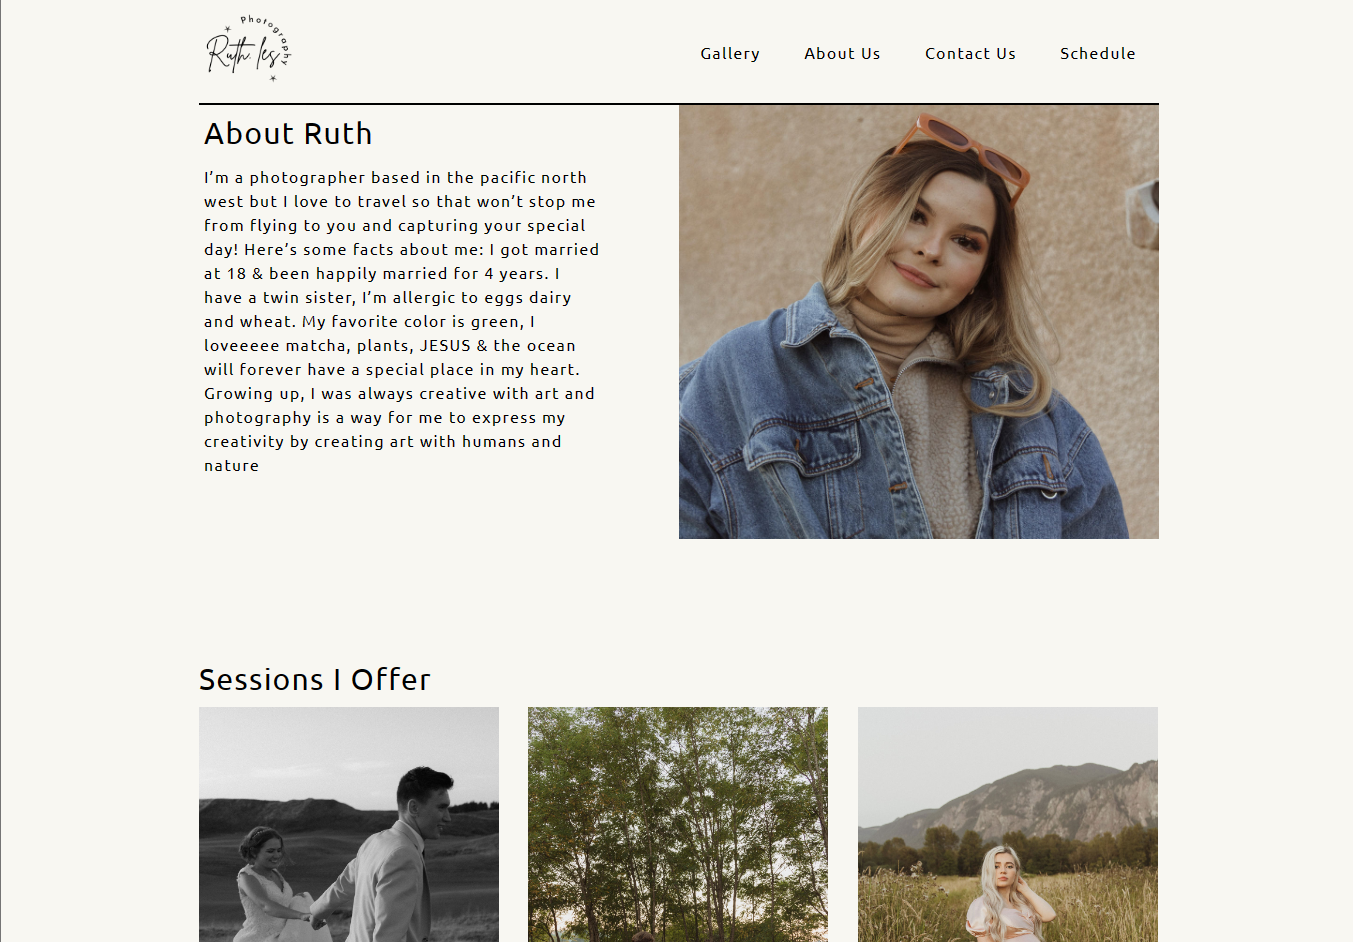 Photography
Ruth Les
Gallery
About Us
Contact Us
Schedule
About Ruth
I’m a photographer based in the pacific north
west but I love to travel so that won’t stop me
from flying to you and capturing your special
day! Here’s some facts about me: I got married
at 18 & been happily married for 4 years. I
have a twin sister, I’m allergic to eggs dairy
and wheat. My favorite color is green, I
loveeeee matcha, plants, JESUS & the ocean
will forever have a special place in my heart.
Growing up, I was always creative with art and
photography is a way for me to express my
creativity by creating art with humans and
nature
Sessions I Offer